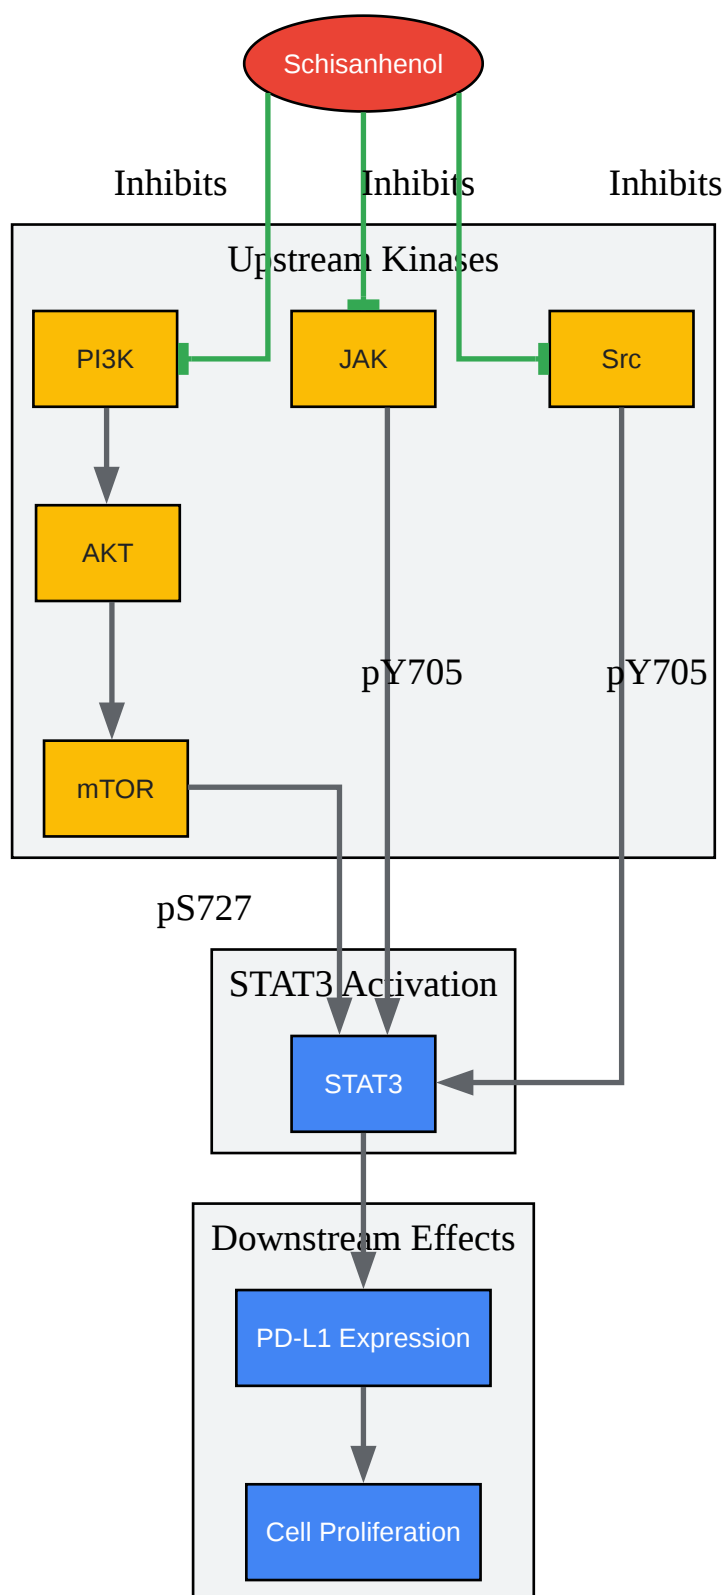 Schisanhenol
Inhibits
Inhibits
Inhibits
Upstream Kinases
PI3K
JAK
Src
AKT
pY705
pY705
mTOR
pS727
STAT3 Activation
STAT3
Downstream Effects
PD-L1 Expression
Cell Proliferation